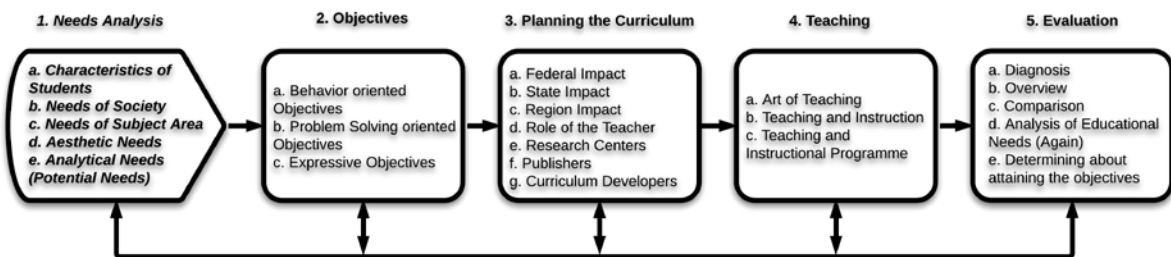 1. Needs Analysis
a. Characteristics of
Students
b. Needs of Society
c. Needs of Subject Area
d. Aesthetic Needs
e. Analytical Needs
(Potential Needs)
2. Objectives
a. Behavior oriented
Objectives
b. Problem Solving oriented
Objectives
c. Expressive Objectives
3. Planning the Curriculum
a. Federal Impact
b. State Impact
c. Region Impact
d. Role of the Teacher
e. Research Centers
f. Publishers
g. Curriculum Developers
4. Teaching
a. Art of Teaching
b. Teaching and Instruction
c. Teaching and
Instructional Programme
5. Evaluation
a. Diagnosis
b. Overview
c. Comparison
d. Analysis of Educational
Needs (Again)
e. Determining about
attaining the objectives